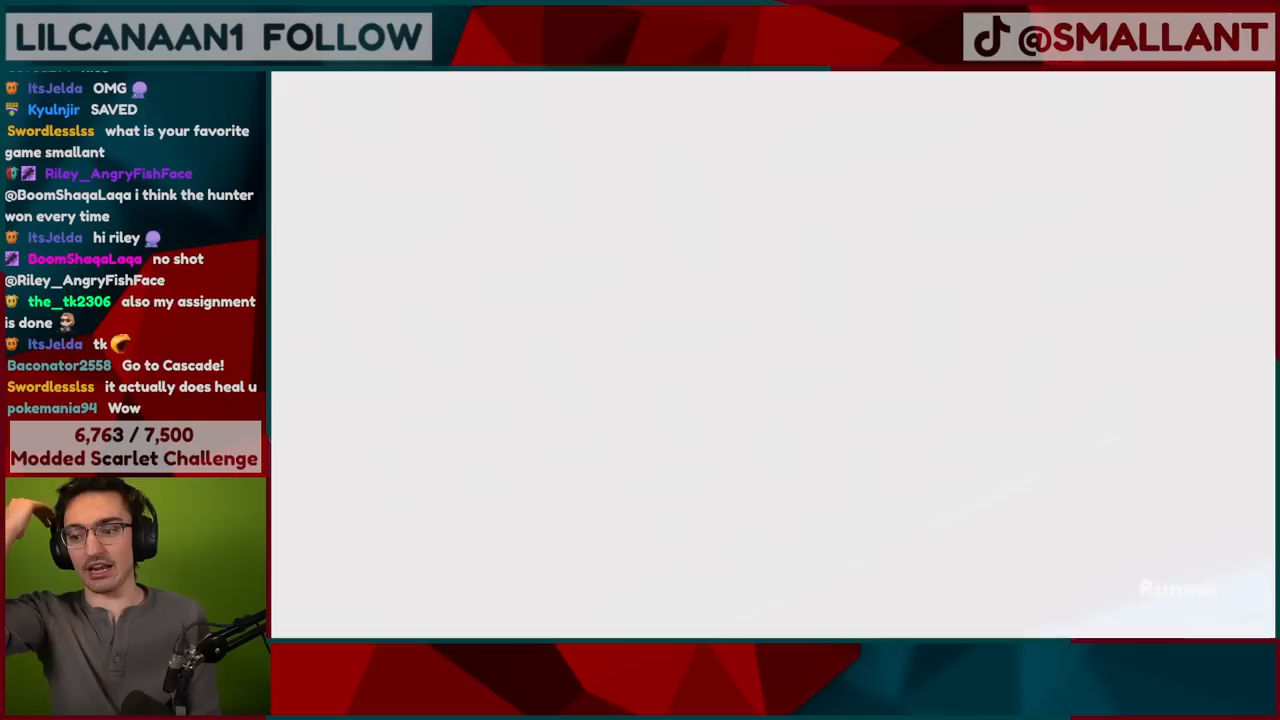 LILCANAAN1 FOLLOW
@SMALLANT
ItsJelda OMG
Kyulnjir SAVED
Swordlesslss what is your favorite
game smallant
Riley_AngryFishFace
@BoomShaqaLaqa i think the hunter
won every time
ItsJelda hi riley
BoomShaqaLaqa no shot
@Riley_AngryFishFace
the_tk2306 also my assignment
is done
ItsJelda tk
Baconator2558 Go to Cascade!
Swordlesslss it actually does heal u
pokemania94 Wow
6,763 / 7,500
Modded Scarlet Challenge